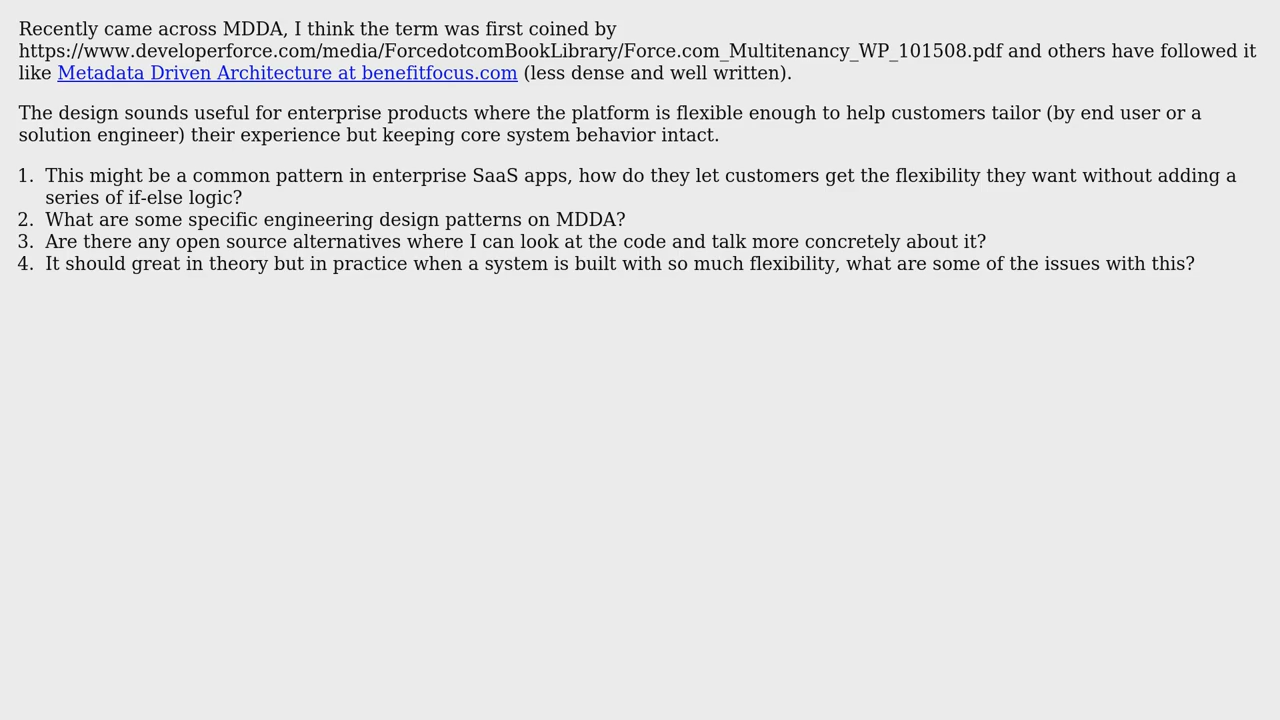 Recently came across MDDA, I think the term was first coined by
https://www.developerforce.com/media/ForcedotcomBookLibrary/Force.com_Multitenancy_WP_101508.pdf and others have followed it
like Metadata Driven Architecture at benefitfocus.com (less dense and well written).
The design sounds useful for enterprise products where the platform is flexible enough to help customers tailor (by end user or a
solution engineer) their experience but keeping core system behavior intact.
1. This might be a common pattern in enterprise SaaS apps, how do they let customers get the flexibility they want without adding a
series of if-else logic?
2. What are some specific engineering design patterns on MDDA?
3. Are there any open source alternatives where I can look at the code and talk more concretely about it?
4. It should great in theory but in practice when a system is built with so much flexibility, what are some of the issues with this?